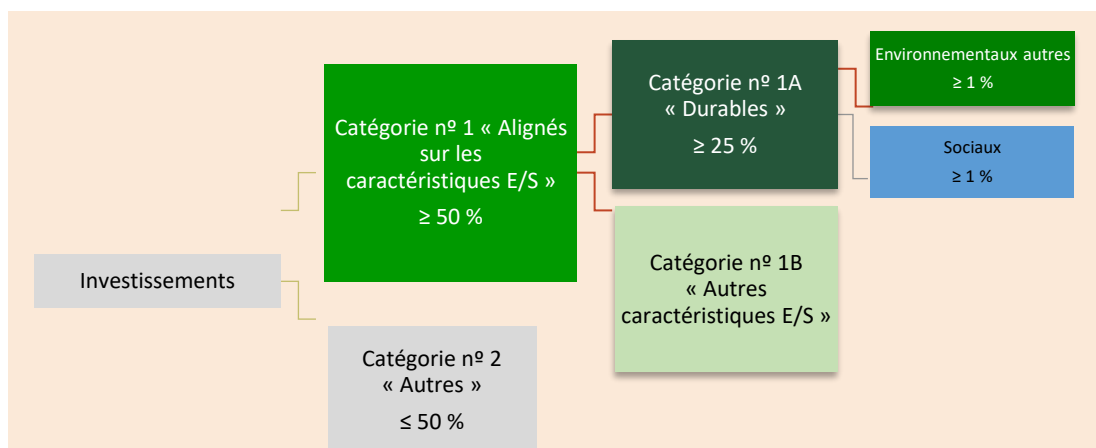 Investissements
Catégorie nº 1 « Alignés
sur les
caractéristiques E/S »
≥ 50 %
Catégorie nº 2
« Autres »
≤ 50 %
Catégorie nº 1A
« Durables »
≥ 25 %
Catégorie nº 1B
« Autres
caractéristiques E/S »
Environnementaux autres
≥ 1 %
Sociaux
≥ 1 %